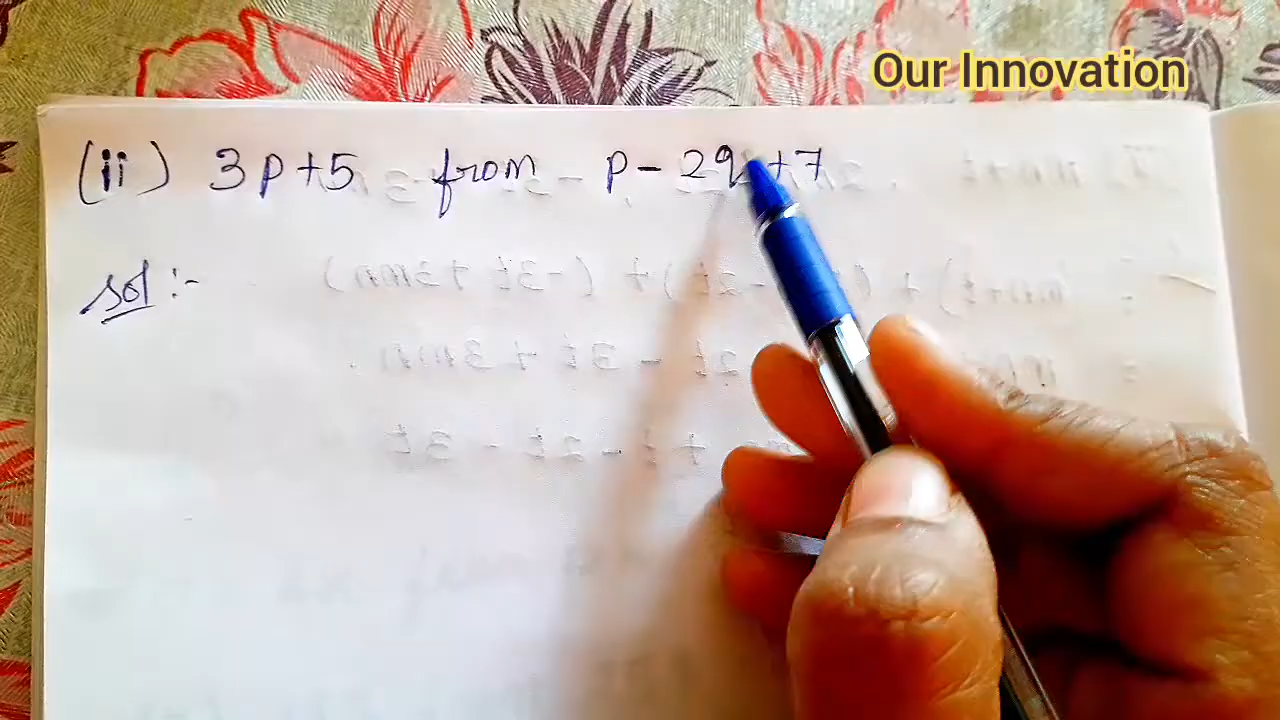 Our Innovation
(ii) 3p+5 from p-2q+7
Sol :-